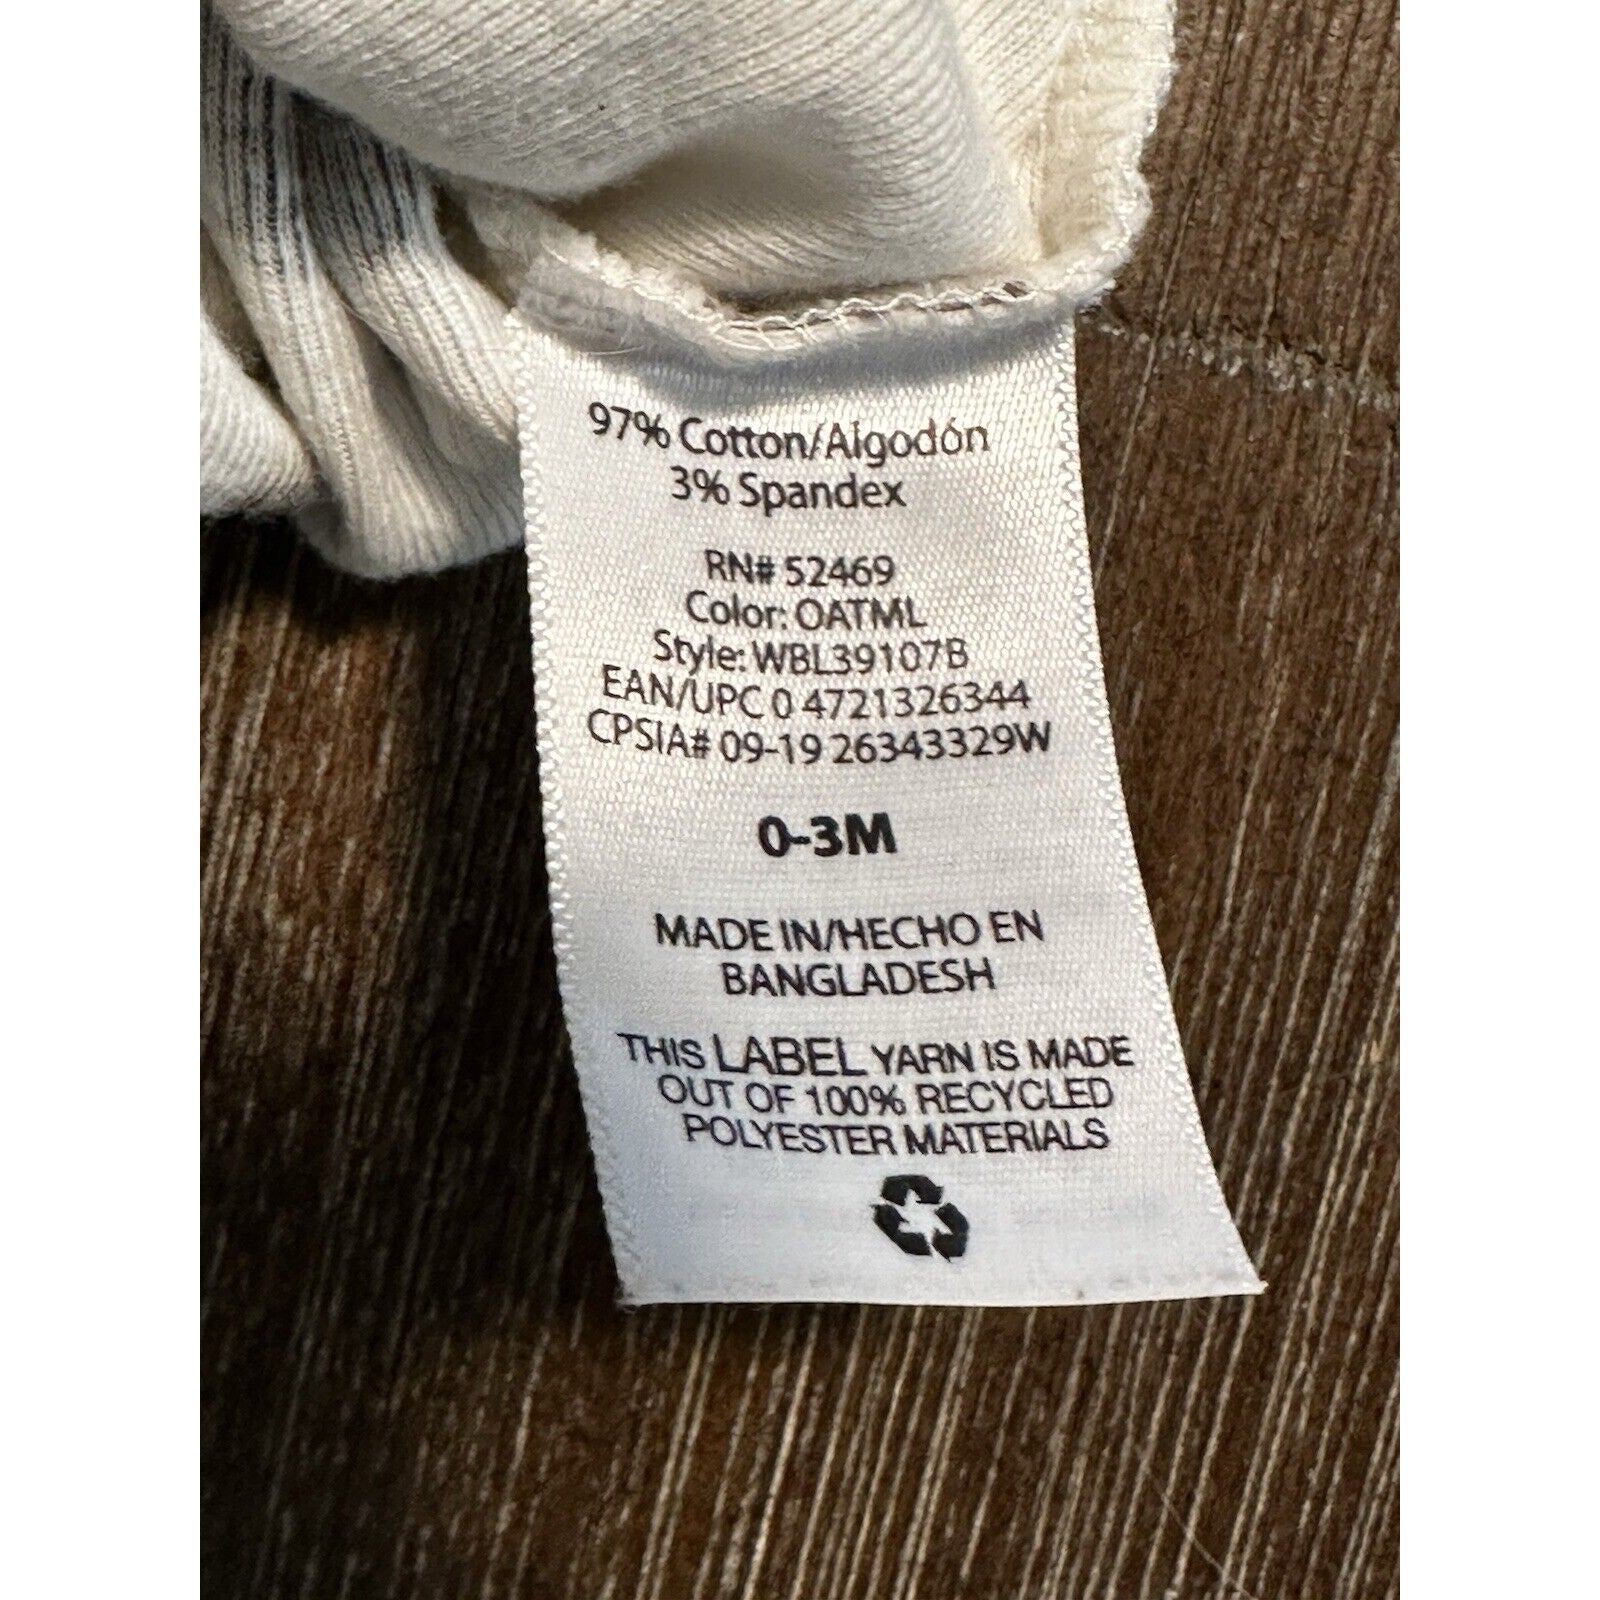 97% Cotton/Algodón
3% Spandex
RN# 52469
Color: OATML
Style: WBL39107B
EAN/UPC 0 4721326344
CPSIA# 09-19 26343329W
0-3M
MADE IN/HECHO EN
BANGLADESH
THIS LABEL YARN IS MADE
OUT OF 100% RECYCLED
POLYESTER MATERIALS